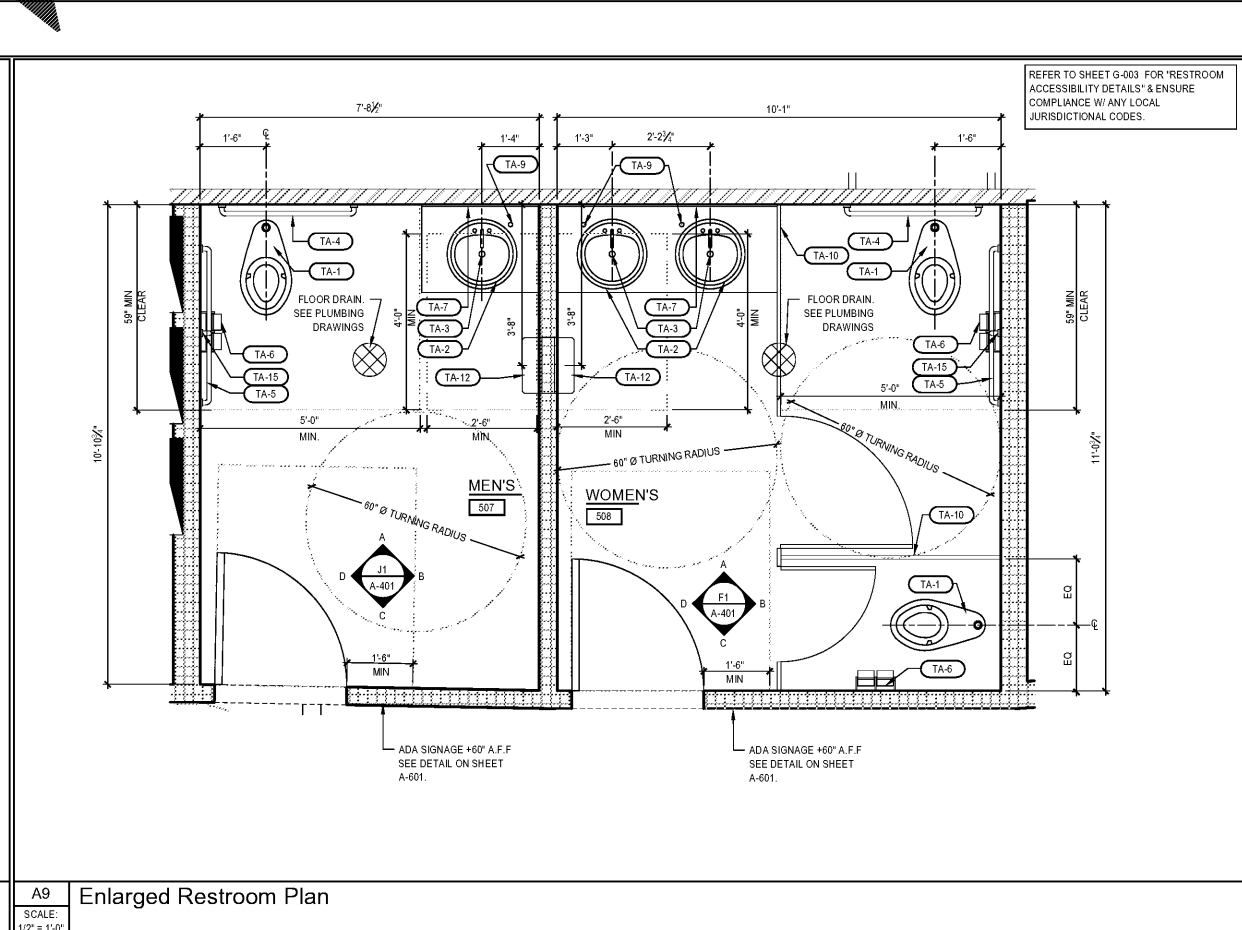 REFER TO SHEET G-003 FOR "RESTROOM
ACCESSIBILITY DETAILS" & ENSURE
COMPLIANCE W/ ANY LOCAL
JURISDICTIONAL CODES.
7'-8½"
10'-1"
1'-6"
℄
1'-4"
1'-3"
2'-2¾"
1'-6"
TA-9
TA-9
TA-4
TA-1
TA-10
TA-4
TA-1
59" MIN
CLEAR
FLOOR DRAIN.
SEE PLUMBING
DRAWINGS
4'-0"
MIN
TA-7
TA-3
TA-2
3'-8"
3'-8"
TA-7
TA-3
TA-2
4'-0"
MIN
FLOOR DRAIN.
SEE PLUMBING
DRAWINGS
59" MIN
CLEAR
TA-6
TA-15
TA-5
TA-12
TA-12
TA-6
TA-15
TA-5
5'-0"
MIN.
2'-6"
MIN
2'-6"
MIN
5'-0"
MIN.
10'-10¾"
60" Ø TURNING RADIUS
60" Ø TURNING RADIUS
60" Ø TURNING RADIUS
11'-0¾"
MEN'S
507
WOMEN'S
508
TA-10
A
D
J1
A-401
B
C
A
D
F1
A-401
B
C
TA-1
EQ
℄
EQ
TA-6
1'-6"
MIN
1'-6"
MIN
ADA SIGNAGE +60" A.F.F
SEE DETAIL ON SHEET
A-601.
ADA SIGNAGE +60" A.F.F
SEE DETAIL ON SHEET
A-601.
A9
Enlarged Restroom Plan
SCALE:
1/2" = 1'-0"